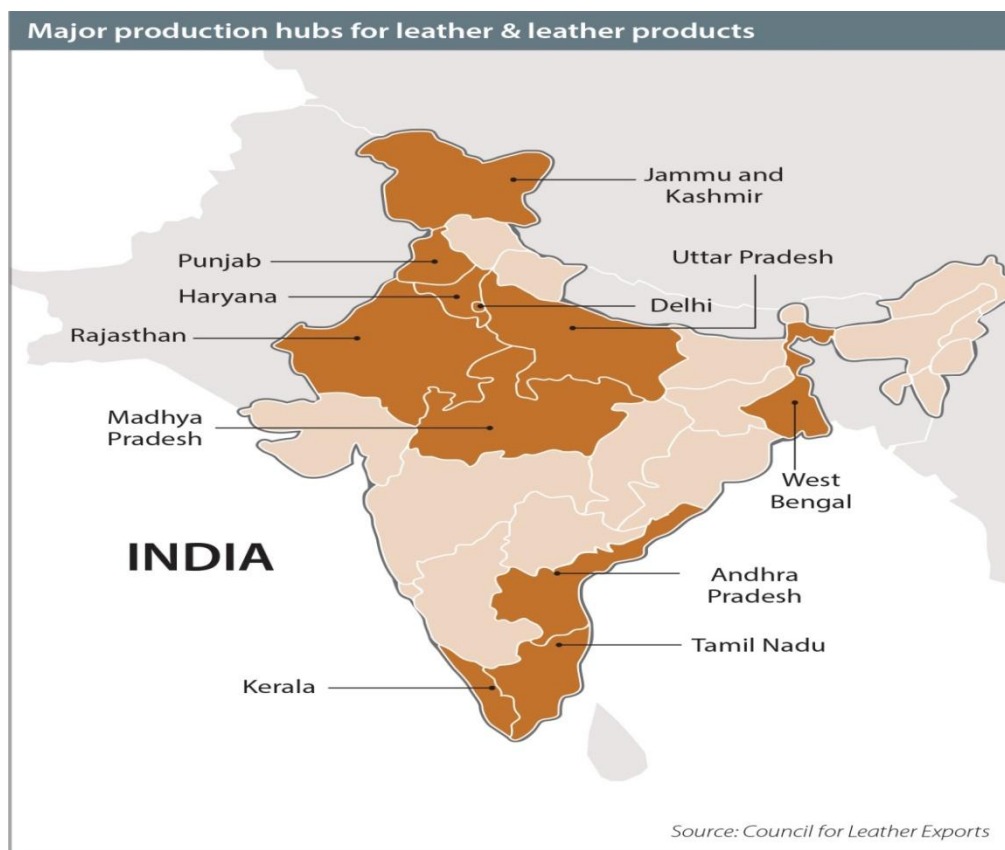 Major production hubs for leather & leather products
Jammu and
Kashmir
Punjab
Uttar Pradesh
Haryana
Delhi
Rajasthan
Madhya
Pradesh
West
Bengal
INDIA
Andhra
Pradesh
Tamil Nadu
Kerala
Source: Council for Leather Exports